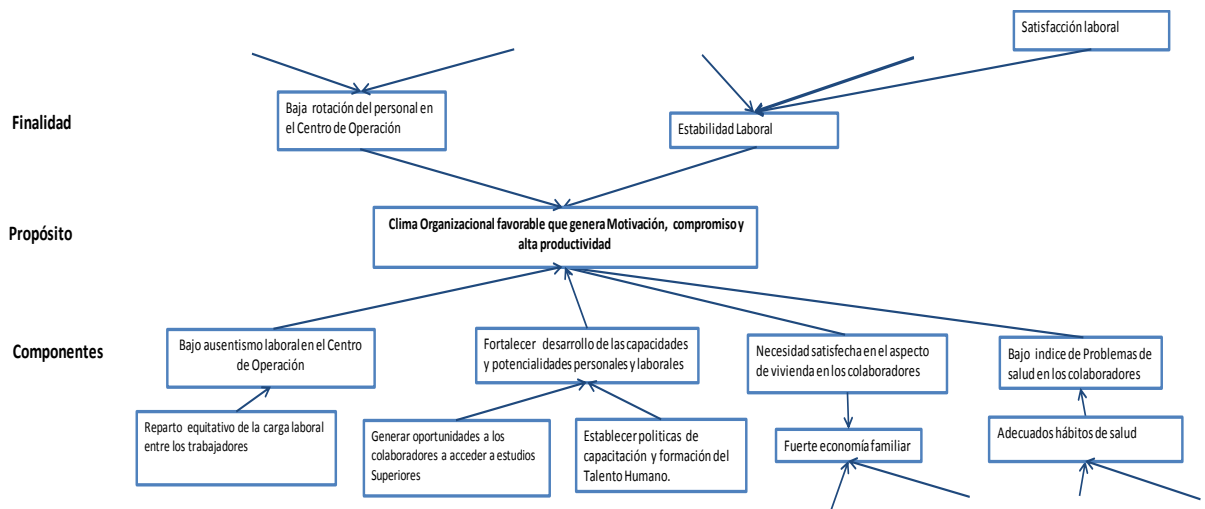 Satisfacción laboral
Finalidad
Baja rotación del personal en
el Centro de Operación
Estabilidad Laboral
Propósito
Clima Organizacional favorable que genera Motivación, compromiso y
alta productividad
Componentes
Bajo ausentismo laboral en el Centro
de Operación
Fortalecer desarrollo de las capacidades
y potencialidades personales y laborales
Necesidad satisfecha en el aspecto
de vivienda en los colaboradores
Bajo indice de Problemas de
salud en los colaboradores
Reparto equitativo de la carga laboral
entre los trabajadores
Generar oportunidades a los
colaboradores a acceder a estudios
Superiores
Establecer politicas de
capacitación y formación del
Talento Humano.
Fuerte economía familiar
Adecuados hábitos de salud